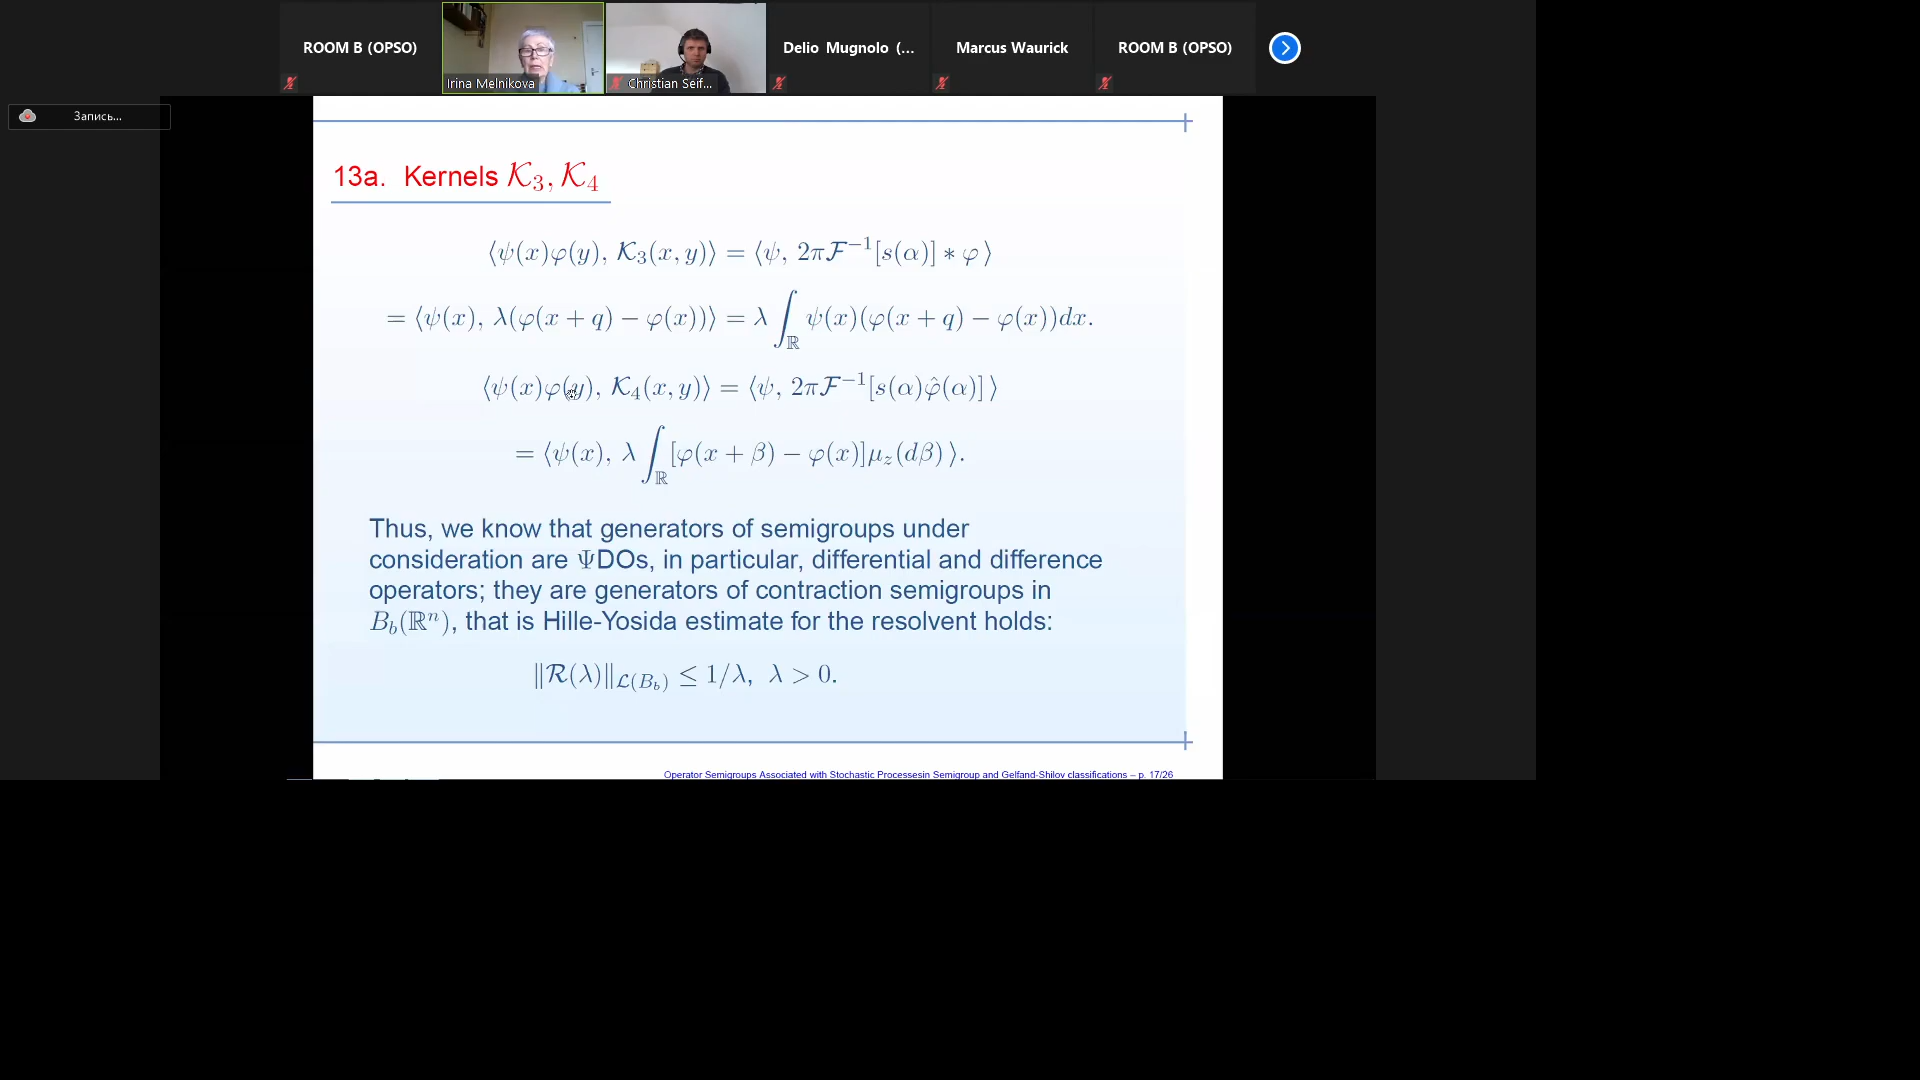 ROOM B (OPSO)
Irina Melnikova
Christian Seif...
Delio Mugnolo (...
Marcus Waurick
ROOM B (OPSO)
Запись...
13a. Kernels 𝒦₃, 𝒦₄
⟨ψ(x)φ(y), 𝒦₃(x, y)⟩ = ⟨ψ, 2πℱ⁻¹[s(α)] ∗ φ⟩
= ⟨ψ(x), λ(φ(x + q) − φ(x))⟩ = λ ∫_ℝ ψ(x)(φ(x + q) − φ(x))dx.
⟨ψ(x)φ(y), 𝒦₄(x, y)⟩ = ⟨ψ, 2πℱ⁻¹[s(α)φ̂(α)]⟩
= ⟨ψ(x), λ ∫_ℝ [φ(x + β) − φ(x)]μ_z(dβ)⟩.
Thus, we know that generators of semigroups under
consideration are ΨDOs, in particular, differential and difference
operators; they are generators of contraction semigroups in
B_b(ℝⁿ), that is Hille-Yosida estimate for the resolvent holds:
‖ℛ(λ)‖_ℒ(B_b) ≤ 1/λ, λ > 0.
Operator Semigroups Associated with Stochastic Processesin Semigroup and Gelfand-Shilov classifications – p. 17/26